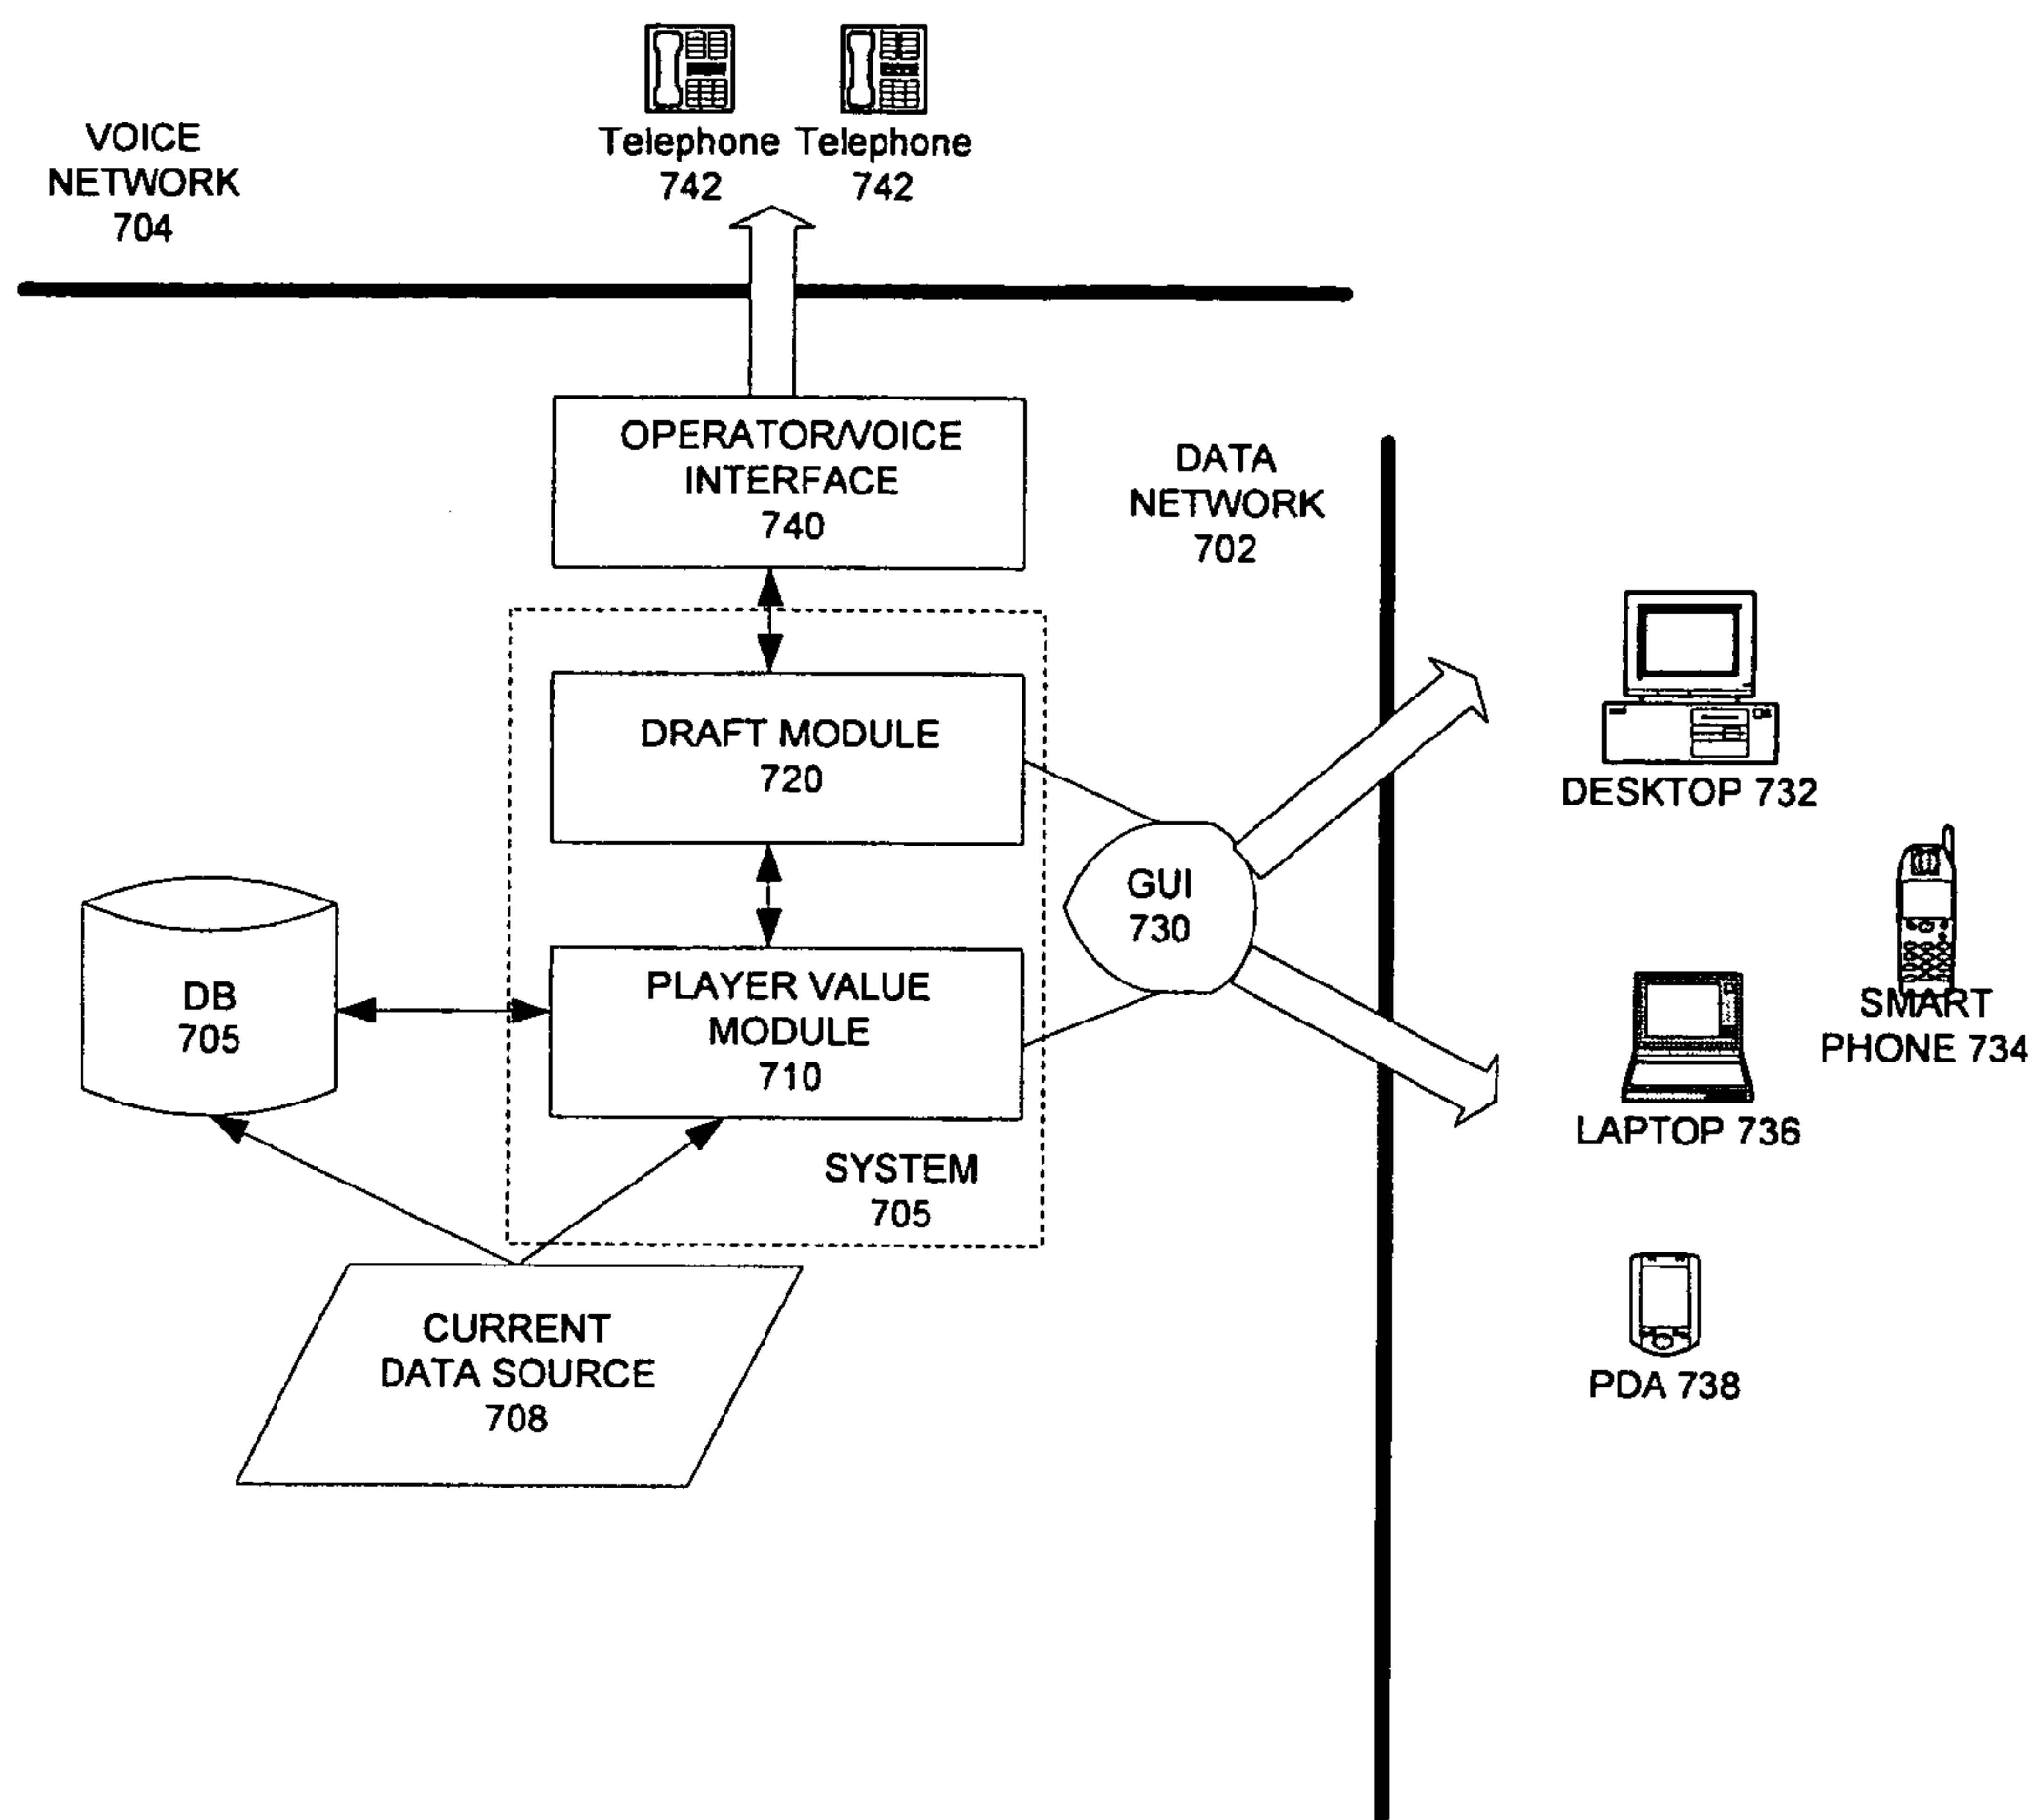 VOICE
NETWORK
704
Telephone
742
Telephone
742
OPERATOR/VOICE
INTERFACE
740
DATA
NETWORK
702
DRAFT MODULE
720
GUI
730
DB
705
PLAYER VALUE
MODULE
710
SYSTEM
705
CURRENT
DATA SOURCE
708
DESKTOP 732
SMART
PHONE 734
LAPTOP 736
PDA 738